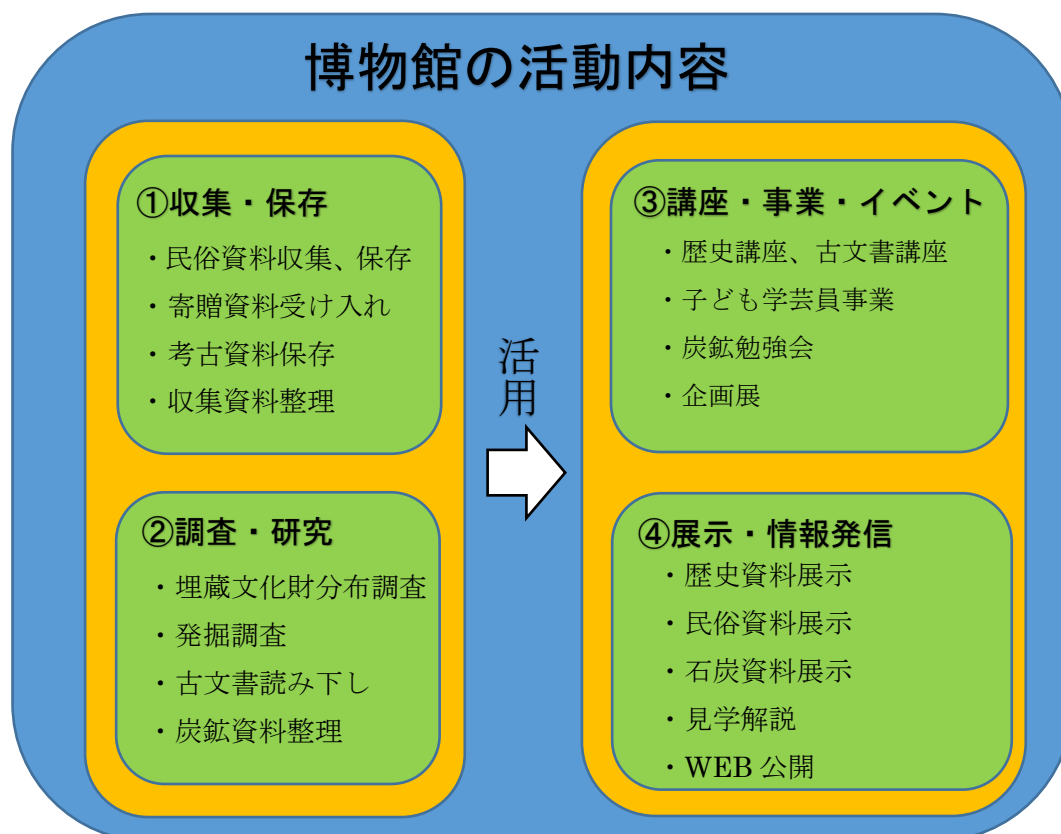 博物館の活動内容
①収集・保存
・民俗資料収集、保存
・寄贈資料受け入れ
・考古資料保存
・収集資料整理
②調査・研究
・埋蔵文化財分布調査
・発掘調査
・古文書読み下し
・炭鉱資料整理
活用
③講座・事業・イベント
・歴史講座、古文書講座
・子ども学芸員事業
・炭鉱勉強会
・企画展
④展示・情報発信
・歴史資料展示
・民俗資料展示
・石炭資料展示
・見学解説
・WEB 公開